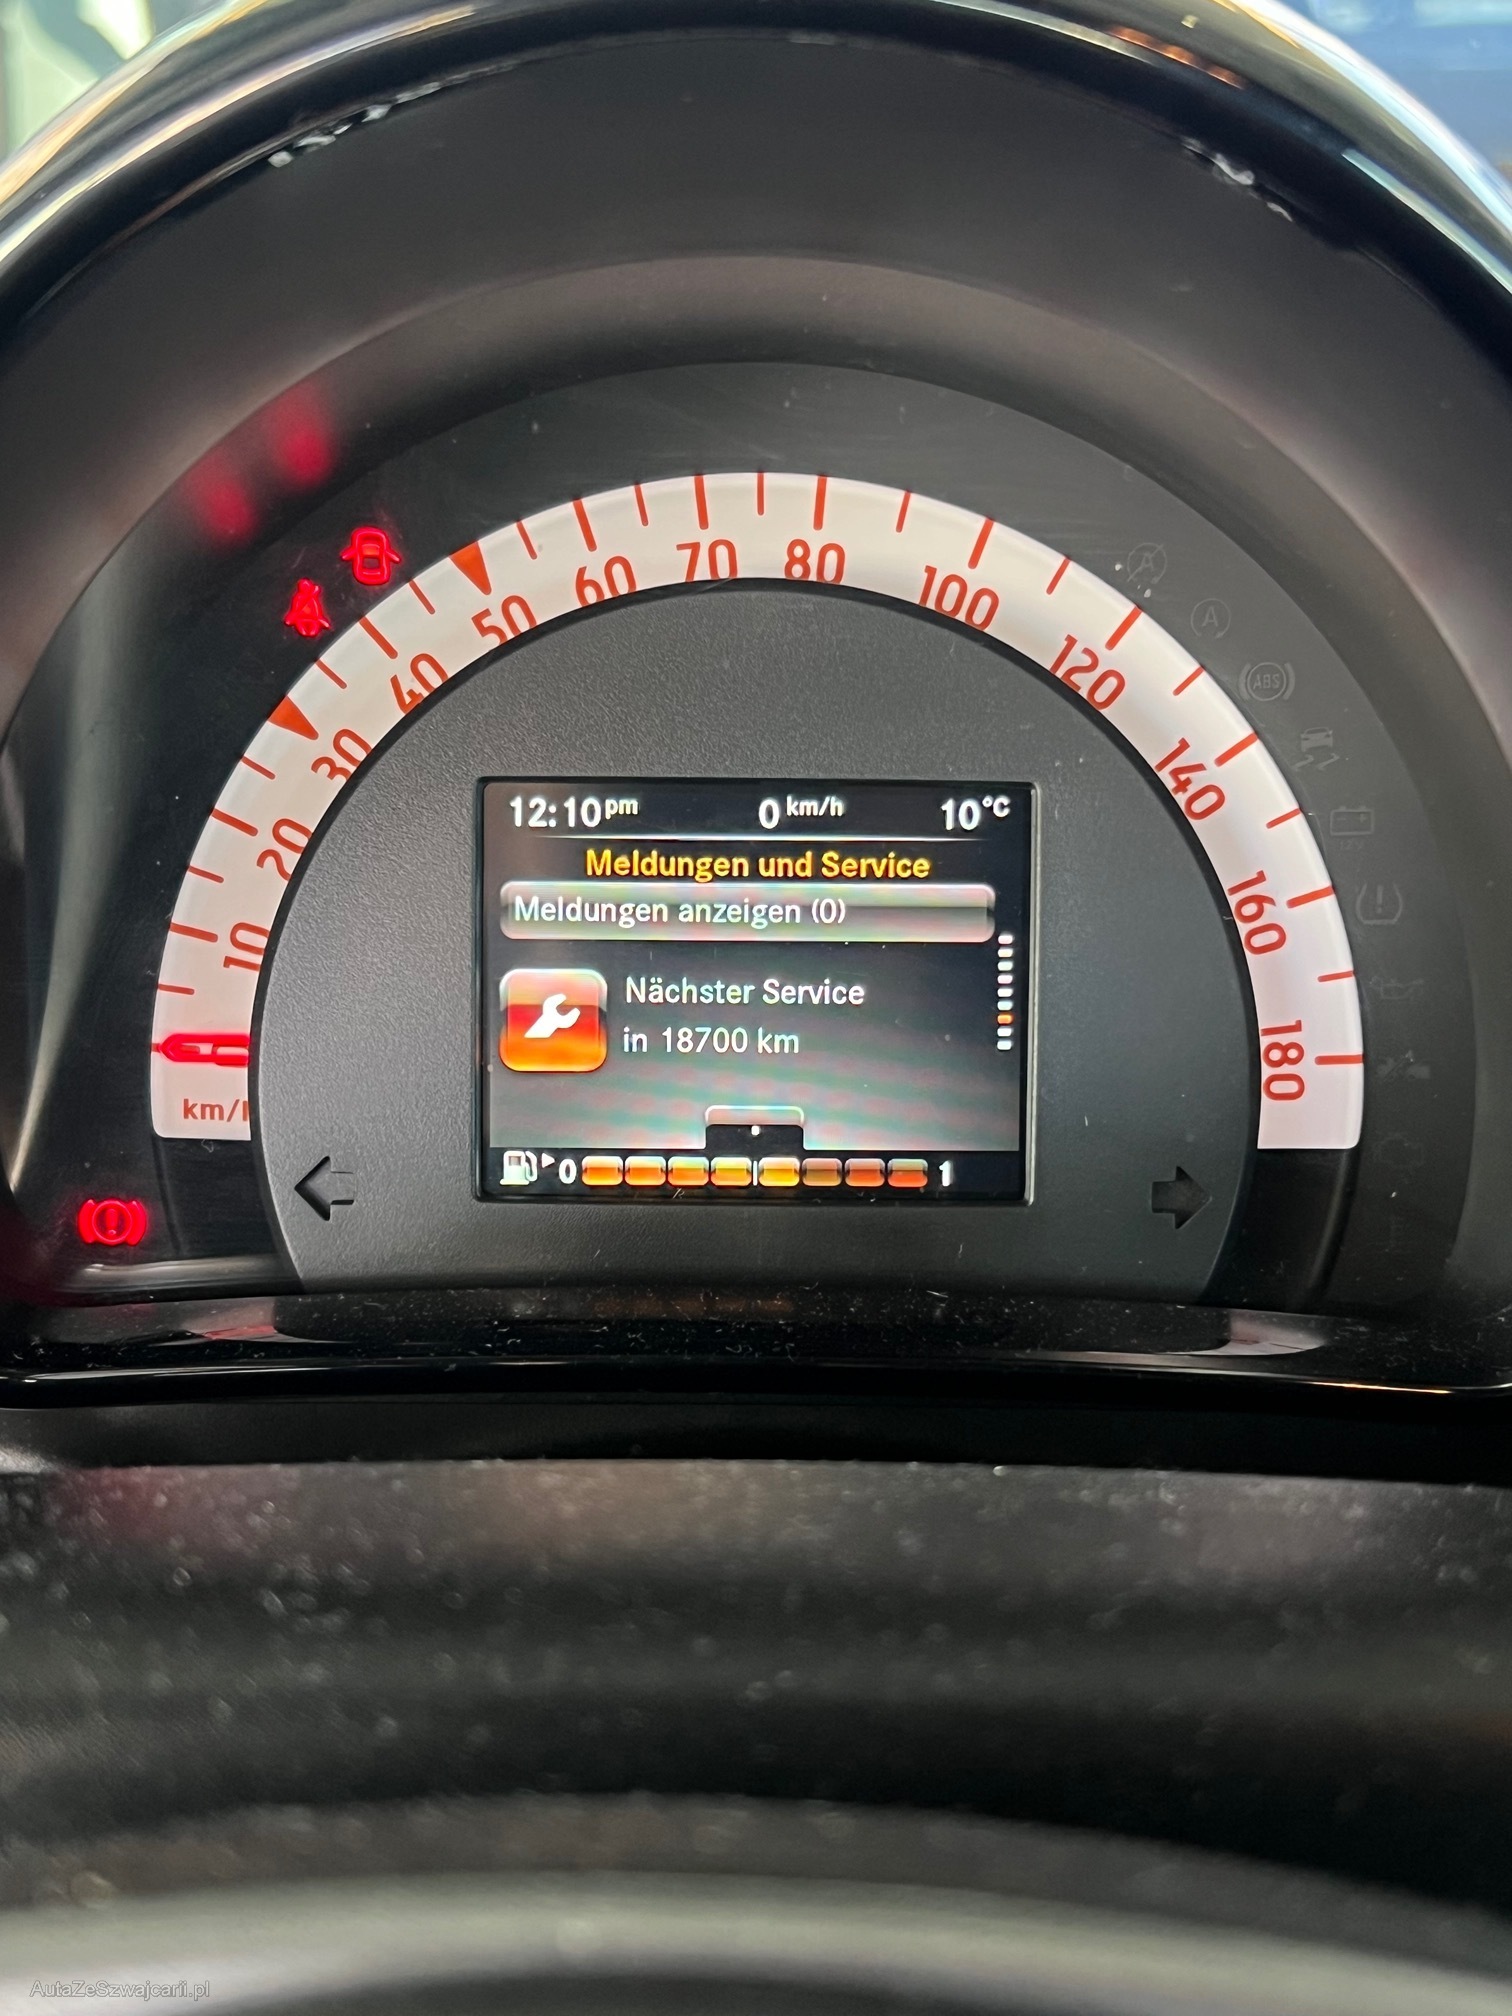 50 60 70 80 100
40 120
30 140
20 160
10 180
km/
ABS
12:10pm 0 km/h 10°C
Meldungen und Service
Meldungen anzeigen (0)
Nächster Service
in 18700 km
0 1
AutaZeSzwajcarii.pl